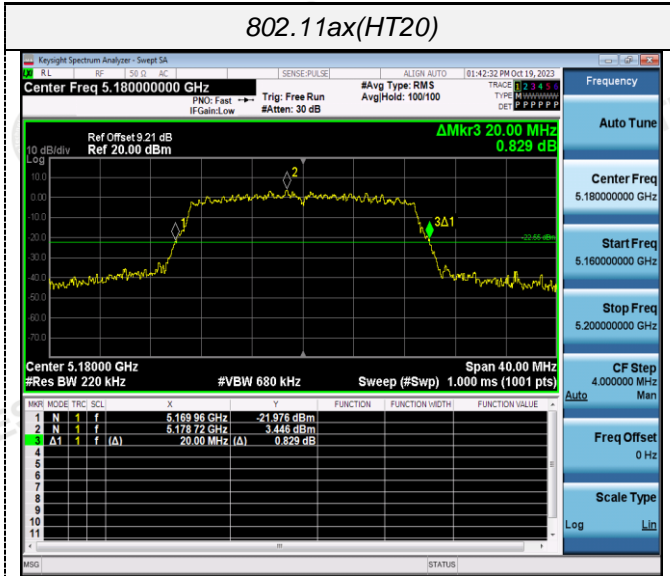 802.11ax(HT20)
Keysight Spectrum Analyzer - Swept SA
RL RF 50 Ω AC SENSE:PULSE ALIGN AUTO 01:42:32 PM Oct 19, 2023
Center Freq 5.180000000 GHz #Avg Type: RMS TRACE 1 2 3 4 5 6
PNO: Fast Trig: Free Run Avg|Hold: 100/100 TYPE M WWWWW
IFGain:Low #Atten: 30 dB DET P P P P P P
Ref Offset 9.21 dB ΔMkr3 20.00 MHz
10 dB/div Ref 20.00 dBm 0.829 dB
Log
10.0
0.00
-10.0
-20.0
-30.0
-40.0
-50.0
-60.0
-70.0
1
2
3Δ1
-22.55 dBm
Center 5.18000 GHz Span 40.00 MHz
#Res BW 220 kHz #VBW 680 kHz Sweep (#Swp) 1.000 ms (1001 pts)
MKR MODE TRC SCL X Y FUNCTION FUNCTION WIDTH FUNCTION VALUE
1 N 1 f 5.169 96 GHz -21.976 dBm
2 N 1 f 5.178 72 GHz 3.446 dBm
3 Δ1 1 f (Δ) 20.00 MHz (Δ) 0.829 dB
4
5
6
7
8
9
10
11
MSG STATUS
Frequency
Auto Tune
Center Freq
5.180000000 GHz
Start Freq
5.160000000 GHz
Stop Freq
5.200000000 GHz
CF Step
4.000000 MHz
Auto Man
Freq Offset
0 Hz
Scale Type
Log Lin